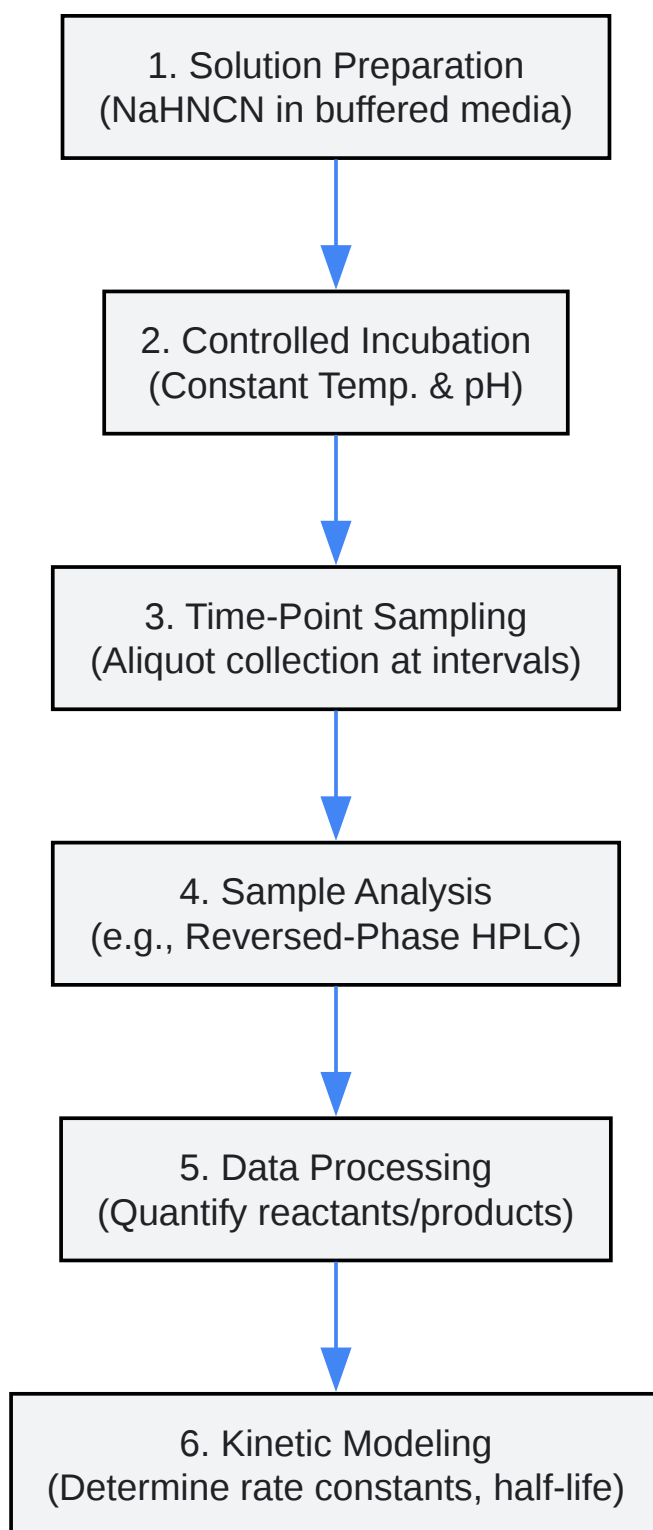 1. Solution Preparation
(NaHNCN in buffered media)
2. Controlled Incubation
(Constant Temp. & pH)
3. Time-Point Sampling
(Aliquot collection at intervals)
4. Sample Analysis
(e.g., Reversed-Phase HPLC)
5. Data Processing
(Quantify reactants/products)
6. Kinetic Modeling
(Determine rate constants, half-life)